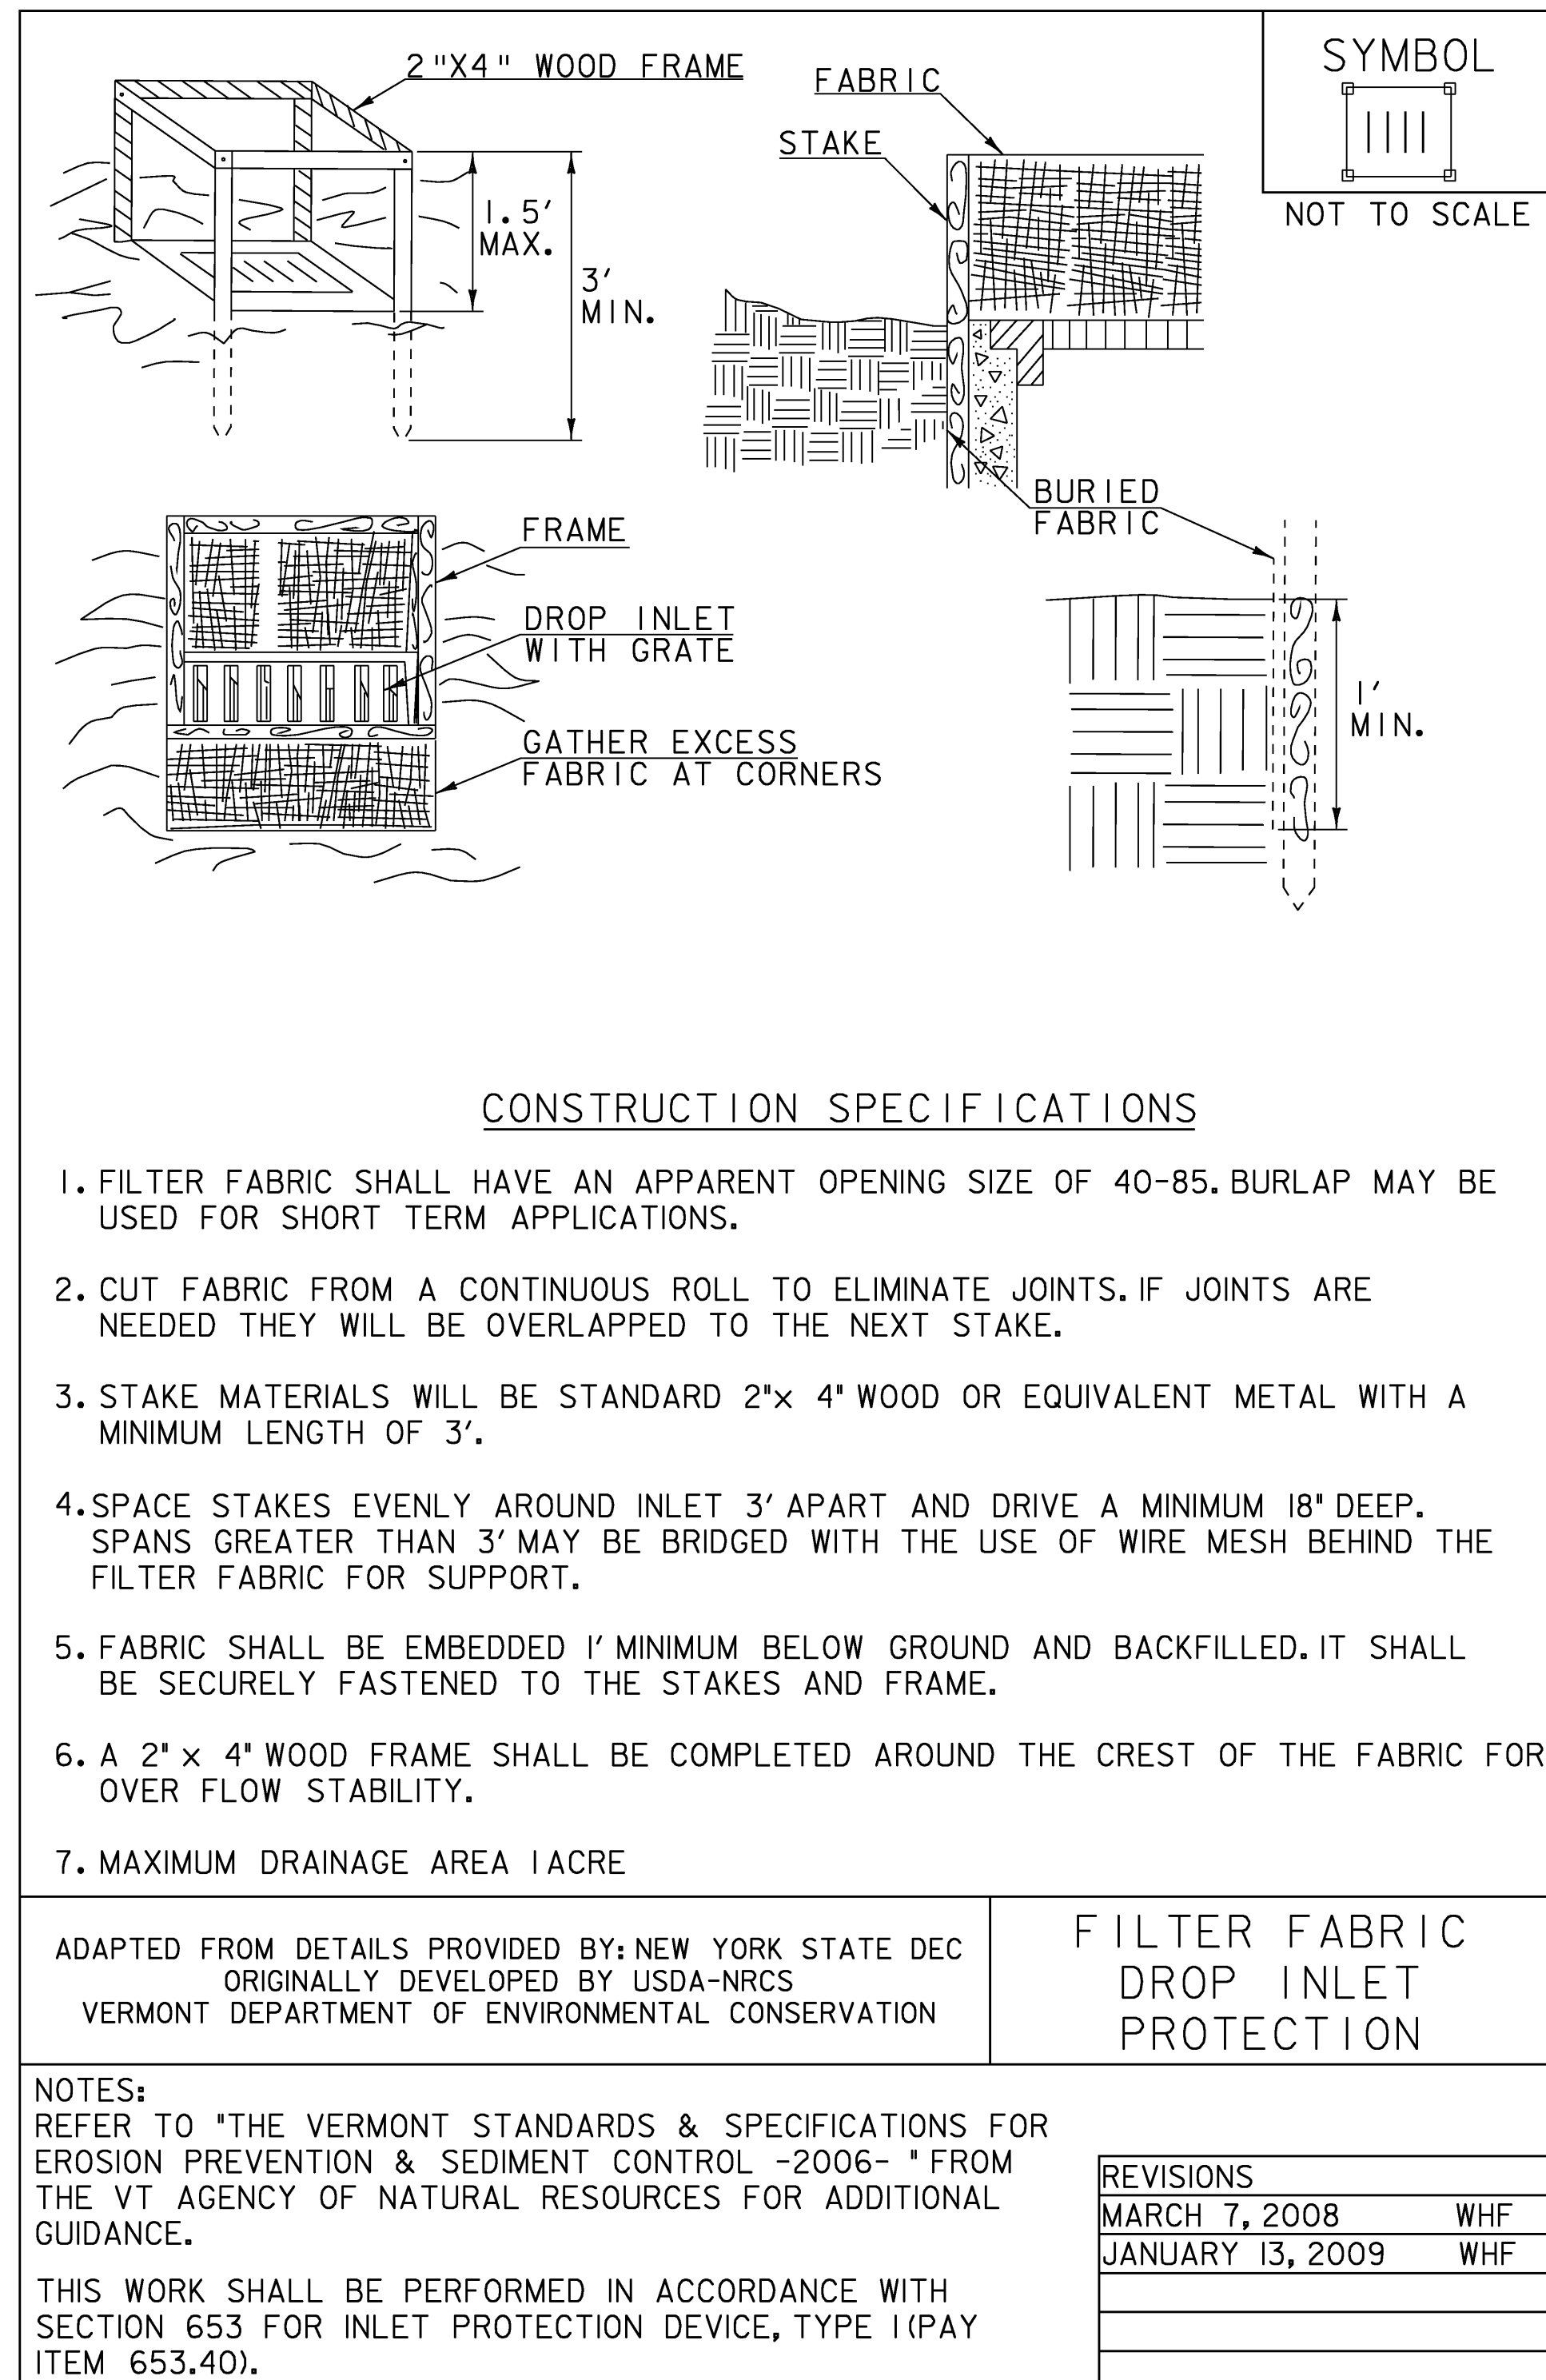 2"X4" WOOD FRAME
1.5'
MAX.
3'
MIN.
FABRIC
STAKE
SYMBOL
NOT TO SCALE
BURIED
FABRIC
1'
MIN.
FRAME
DROP INLET
WITH GRATE
GATHER EXCESS
FABRIC AT CORNERS
CONSTRUCTION SPECIFICATIONS
1. FILTER FABRIC SHALL HAVE AN APPARENT OPENING SIZE OF 40-85. BURLAP MAY BE
USED FOR SHORT TERM APPLICATIONS.
2. CUT FABRIC FROM A CONTINUOUS ROLL TO ELIMINATE JOINTS. IF JOINTS ARE
NEEDED THEY WILL BE OVERLAPPED TO THE NEXT STAKE.
3. STAKE MATERIALS WILL BE STANDARD 2"x 4" WOOD OR EQUIVALENT METAL WITH A
MINIMUM LENGTH OF 3'.
4. SPACE STAKES EVENLY AROUND INLET 3' APART AND DRIVE A MINIMUM 18" DEEP.
SPANS GREATER THAN 3' MAY BE BRIDGED WITH THE USE OF WIRE MESH BEHIND THE
FILTER FABRIC FOR SUPPORT.
5. FABRIC SHALL BE EMBEDDED 1' MINIMUM BELOW GROUND AND BACKFILLED. IT SHALL
BE SECURELY FASTENED TO THE STAKES AND FRAME.
6. A 2" x 4" WOOD FRAME SHALL BE COMPLETED AROUND THE CREST OF THE FABRIC FOR
OVER FLOW STABILITY.
7. MAXIMUM DRAINAGE AREA 1 ACRE
ADAPTED FROM DETAILS PROVIDED BY: NEW YORK STATE DEC
ORIGINALLY DEVELOPED BY USDA-NRCS
VERMONT DEPARTMENT OF ENVIRONMENTAL CONSERVATION
FILTER FABRIC
DROP INLET
PROTECTION
NOTES:
REFER TO "THE VERMONT STANDARDS & SPECIFICATIONS FOR
EROSION PREVENTION & SEDIMENT CONTROL -2006- " FROM
THE VT AGENCY OF NATURAL RESOURCES FOR ADDITIONAL
GUIDANCE.
THIS WORK SHALL BE PERFORMED IN ACCORDANCE WITH
SECTION 653 FOR INLET PROTECTION DEVICE, TYPE I (PAY
ITEM 653.40).
REVISIONS
MARCH 7, 2008 WHF
JANUARY 13, 2009 WHF